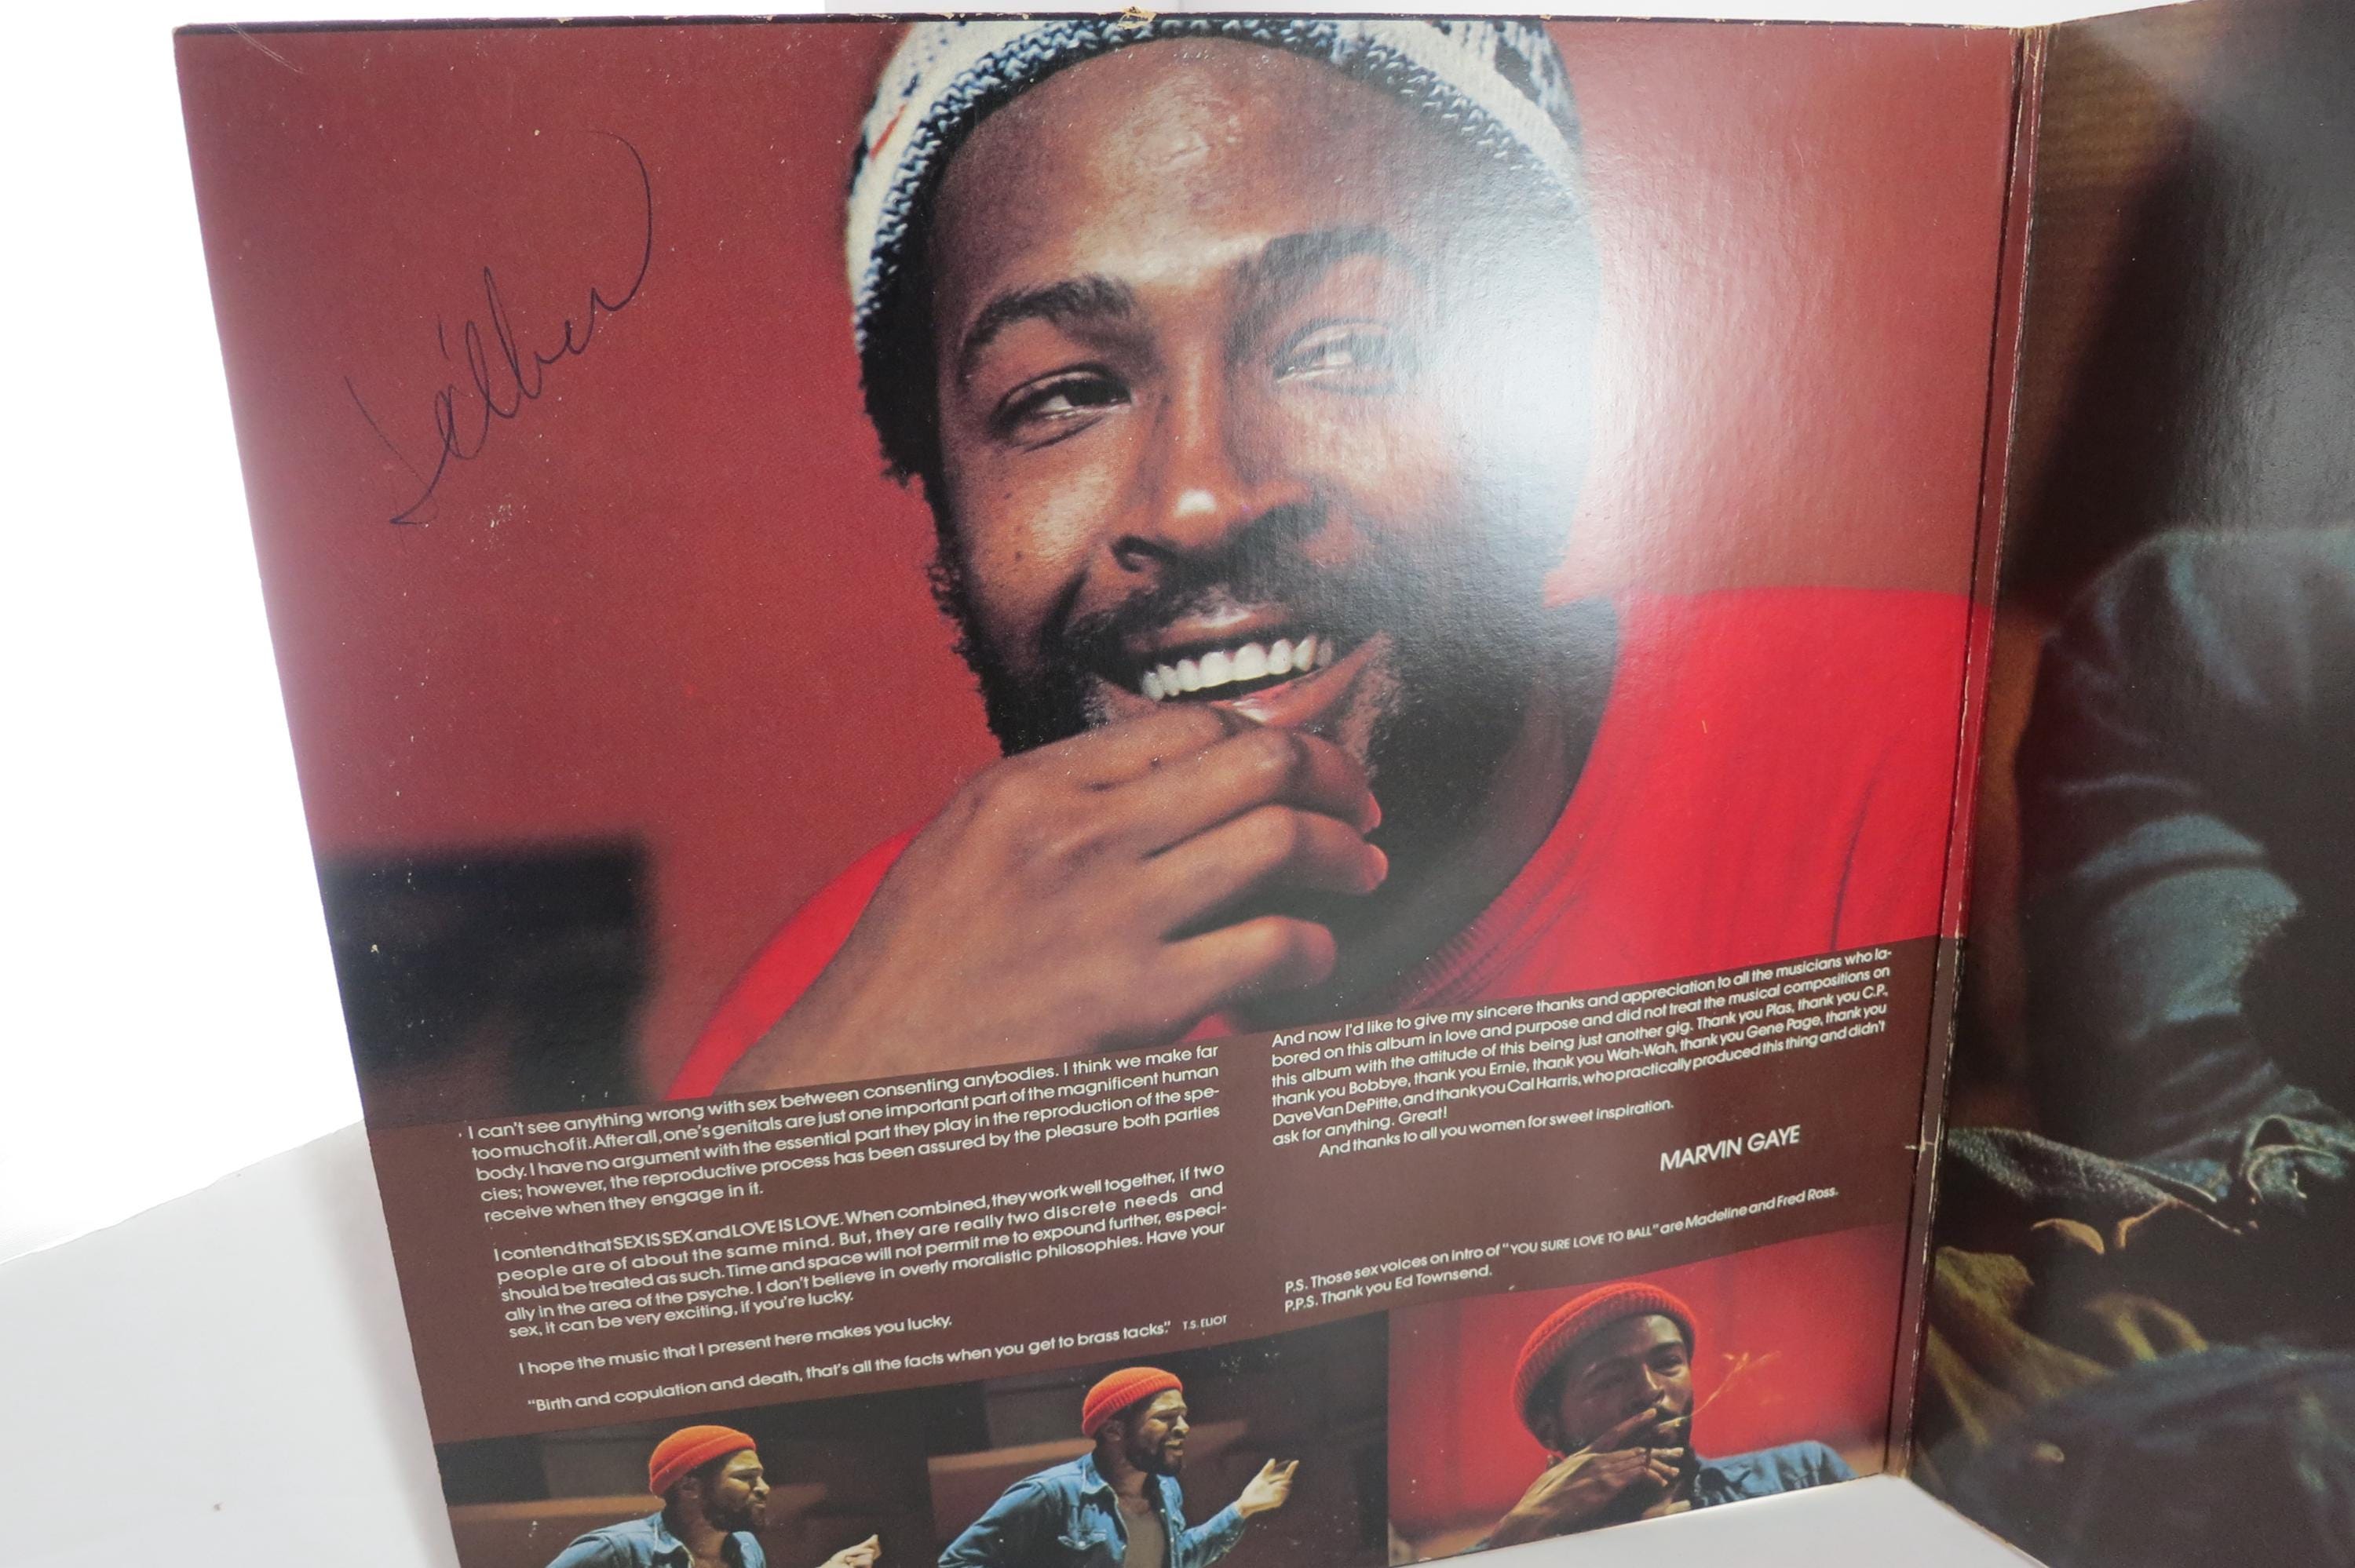 I can't see anything wrong with sex between consenting anybodies. I think we make far
too much of it. After all, one's genitals are just one important part of the magnificent human
body. I have no argument with the essential part they play in the reproduction of the spe-
cies; however, the reproductive process has been assured by the pleasure both parties
receive when they engage in it.
I contend that SEX IS SEX and LOVE IS LOVE. When combined, they work well together, if two
people are of about the same mind. But, they are really two discrete needs and
should be treated as such. Time and space will not permit me to expound further, especi-
ally in the area of the psyche. I don't believe in overly moralistic philosophies. Have your
sex, it can be very exciting, if you're lucky.
I hope the music that I present here makes you lucky.
"Birth and copulation and death, that's all the facts when you get to brass tacks." T.S. ELIOT
And now I'd like to give my sincere thanks and appreciation to all the musicians who la-
bored on this album in love and purpose and did not treat the musical compositions on
this album with the attitude of this being just another gig. Thank you Plas, thank you C.P.,
thank you Bobbye, thank you Ernie, thank you Wah-Wah, thank you Gene Page, thank you
Dave Van DePitte, and thank you Cal Harris, who practically produced this thing and didn't
ask for anything. Great!
And thanks to all you women for sweet inspiration.
MARVIN GAYE
P.S. Those sex voices on intro of "YOU SURE LOVE TO BALL" are Madeline and Fred Ross.
P.P.S. Thank you Ed Townsend.